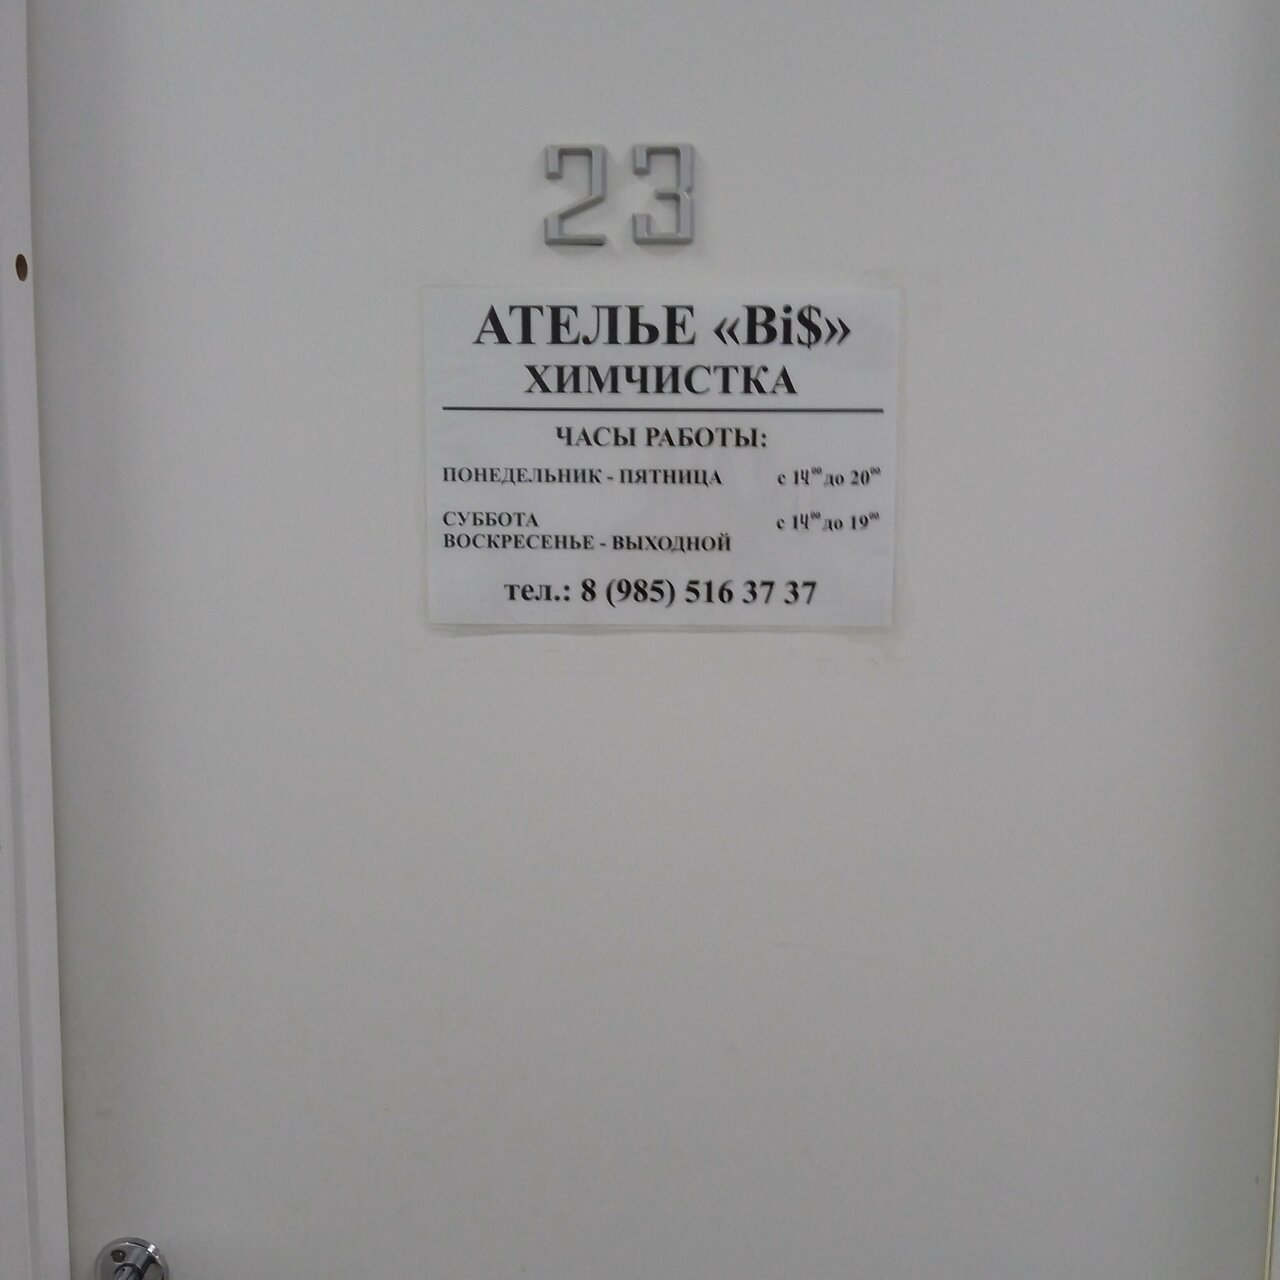 23
АТЕЛЬЕ «Bi$»
ХИМЧИСТКА
ЧАСЫ РАБОТЫ:
ПОНЕДЕЛЬНИК - ПЯТНИЦА с 14⁰⁰ до 20⁰⁰
СУББОТА с 14⁰⁰ до 19⁰⁰
ВОСКРЕСЕНЬЕ - ВЫХОДНОЙ
тел.: 8 (985) 516 37 37